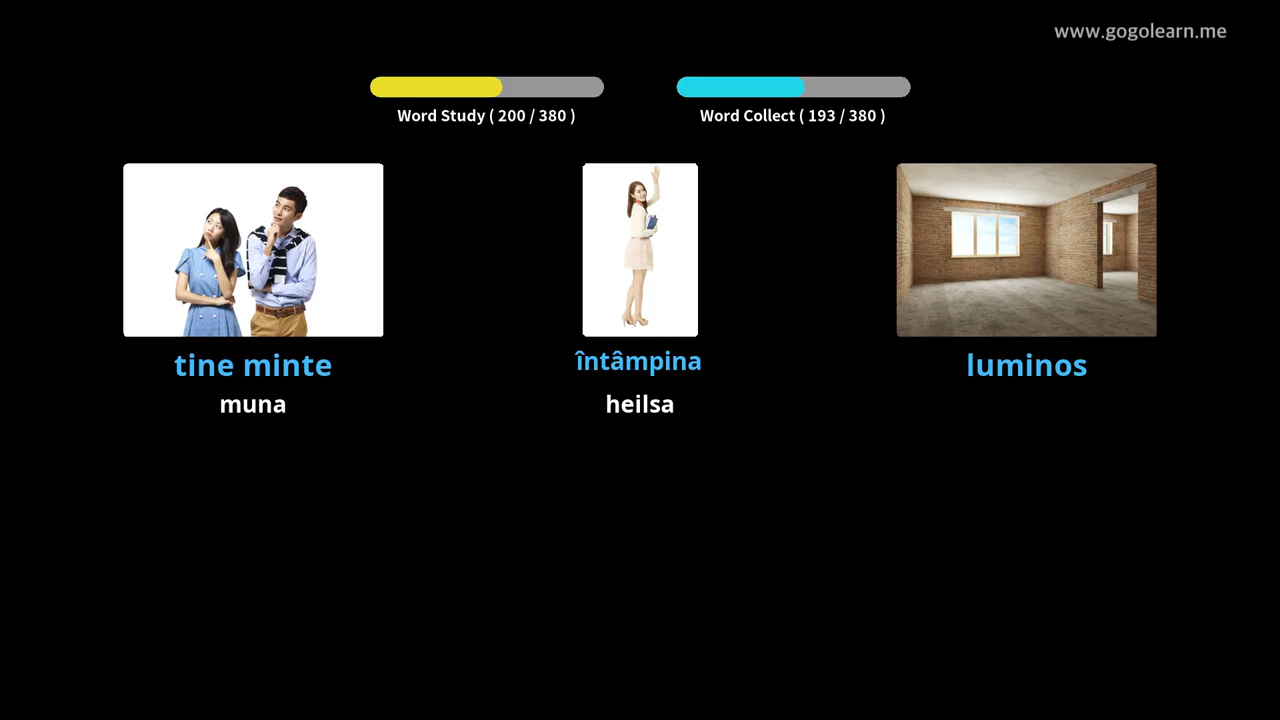 www.gogolearn.me
Word Study ( 200 / 380 )
Word Collect ( 193 / 380 )
tine minte
muna
întâmpina
heilsa
luminos